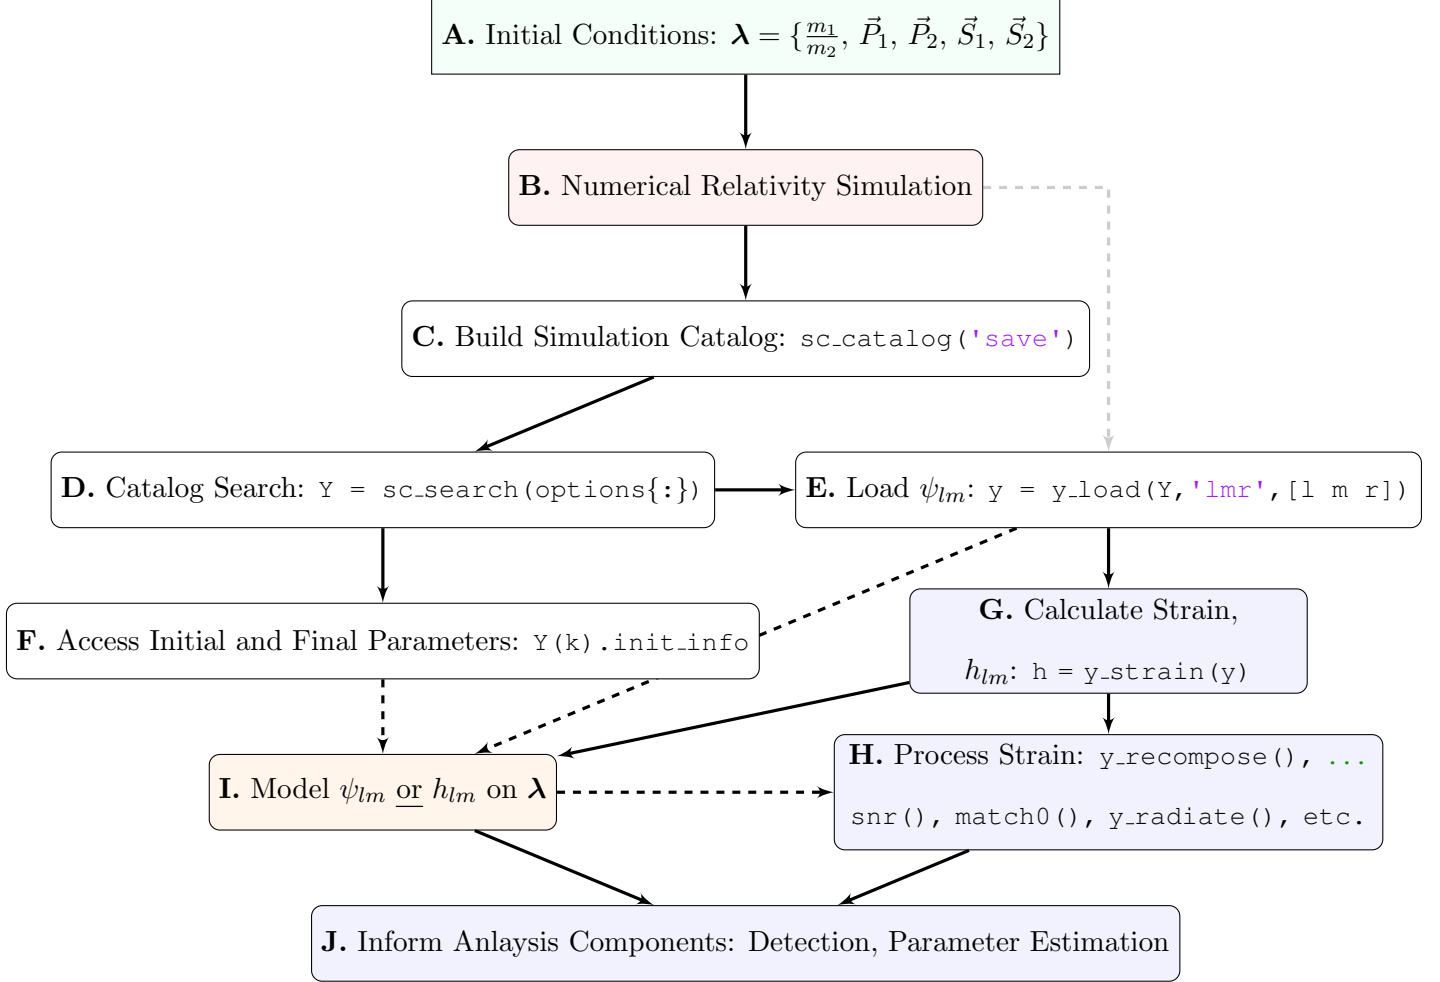 A. Initial Conditions: λ = {m₁/m₂, P⃗₁, P⃗₂, S⃗₁, S⃗₂}
B. Numerical Relativity Simulation
C. Build Simulation Catalog: sc_catalog('save')
D. Catalog Search: Y = sc_search(options{:})
E. Load ψₗₘ: y = y_load(Y,'lmr',[l m r])
F. Access Initial and Final Parameters: Y(k).init_info
G. Calculate Strain,
hₗₘ: h = y_strain(y)
I. Model ψₗₘ or hₗₘ on λ
H. Process Strain: y_recompose(), ...
snr(), match0(), y_radiate(), etc.
J. Inform Anlaysis Components: Detection, Parameter Estimation